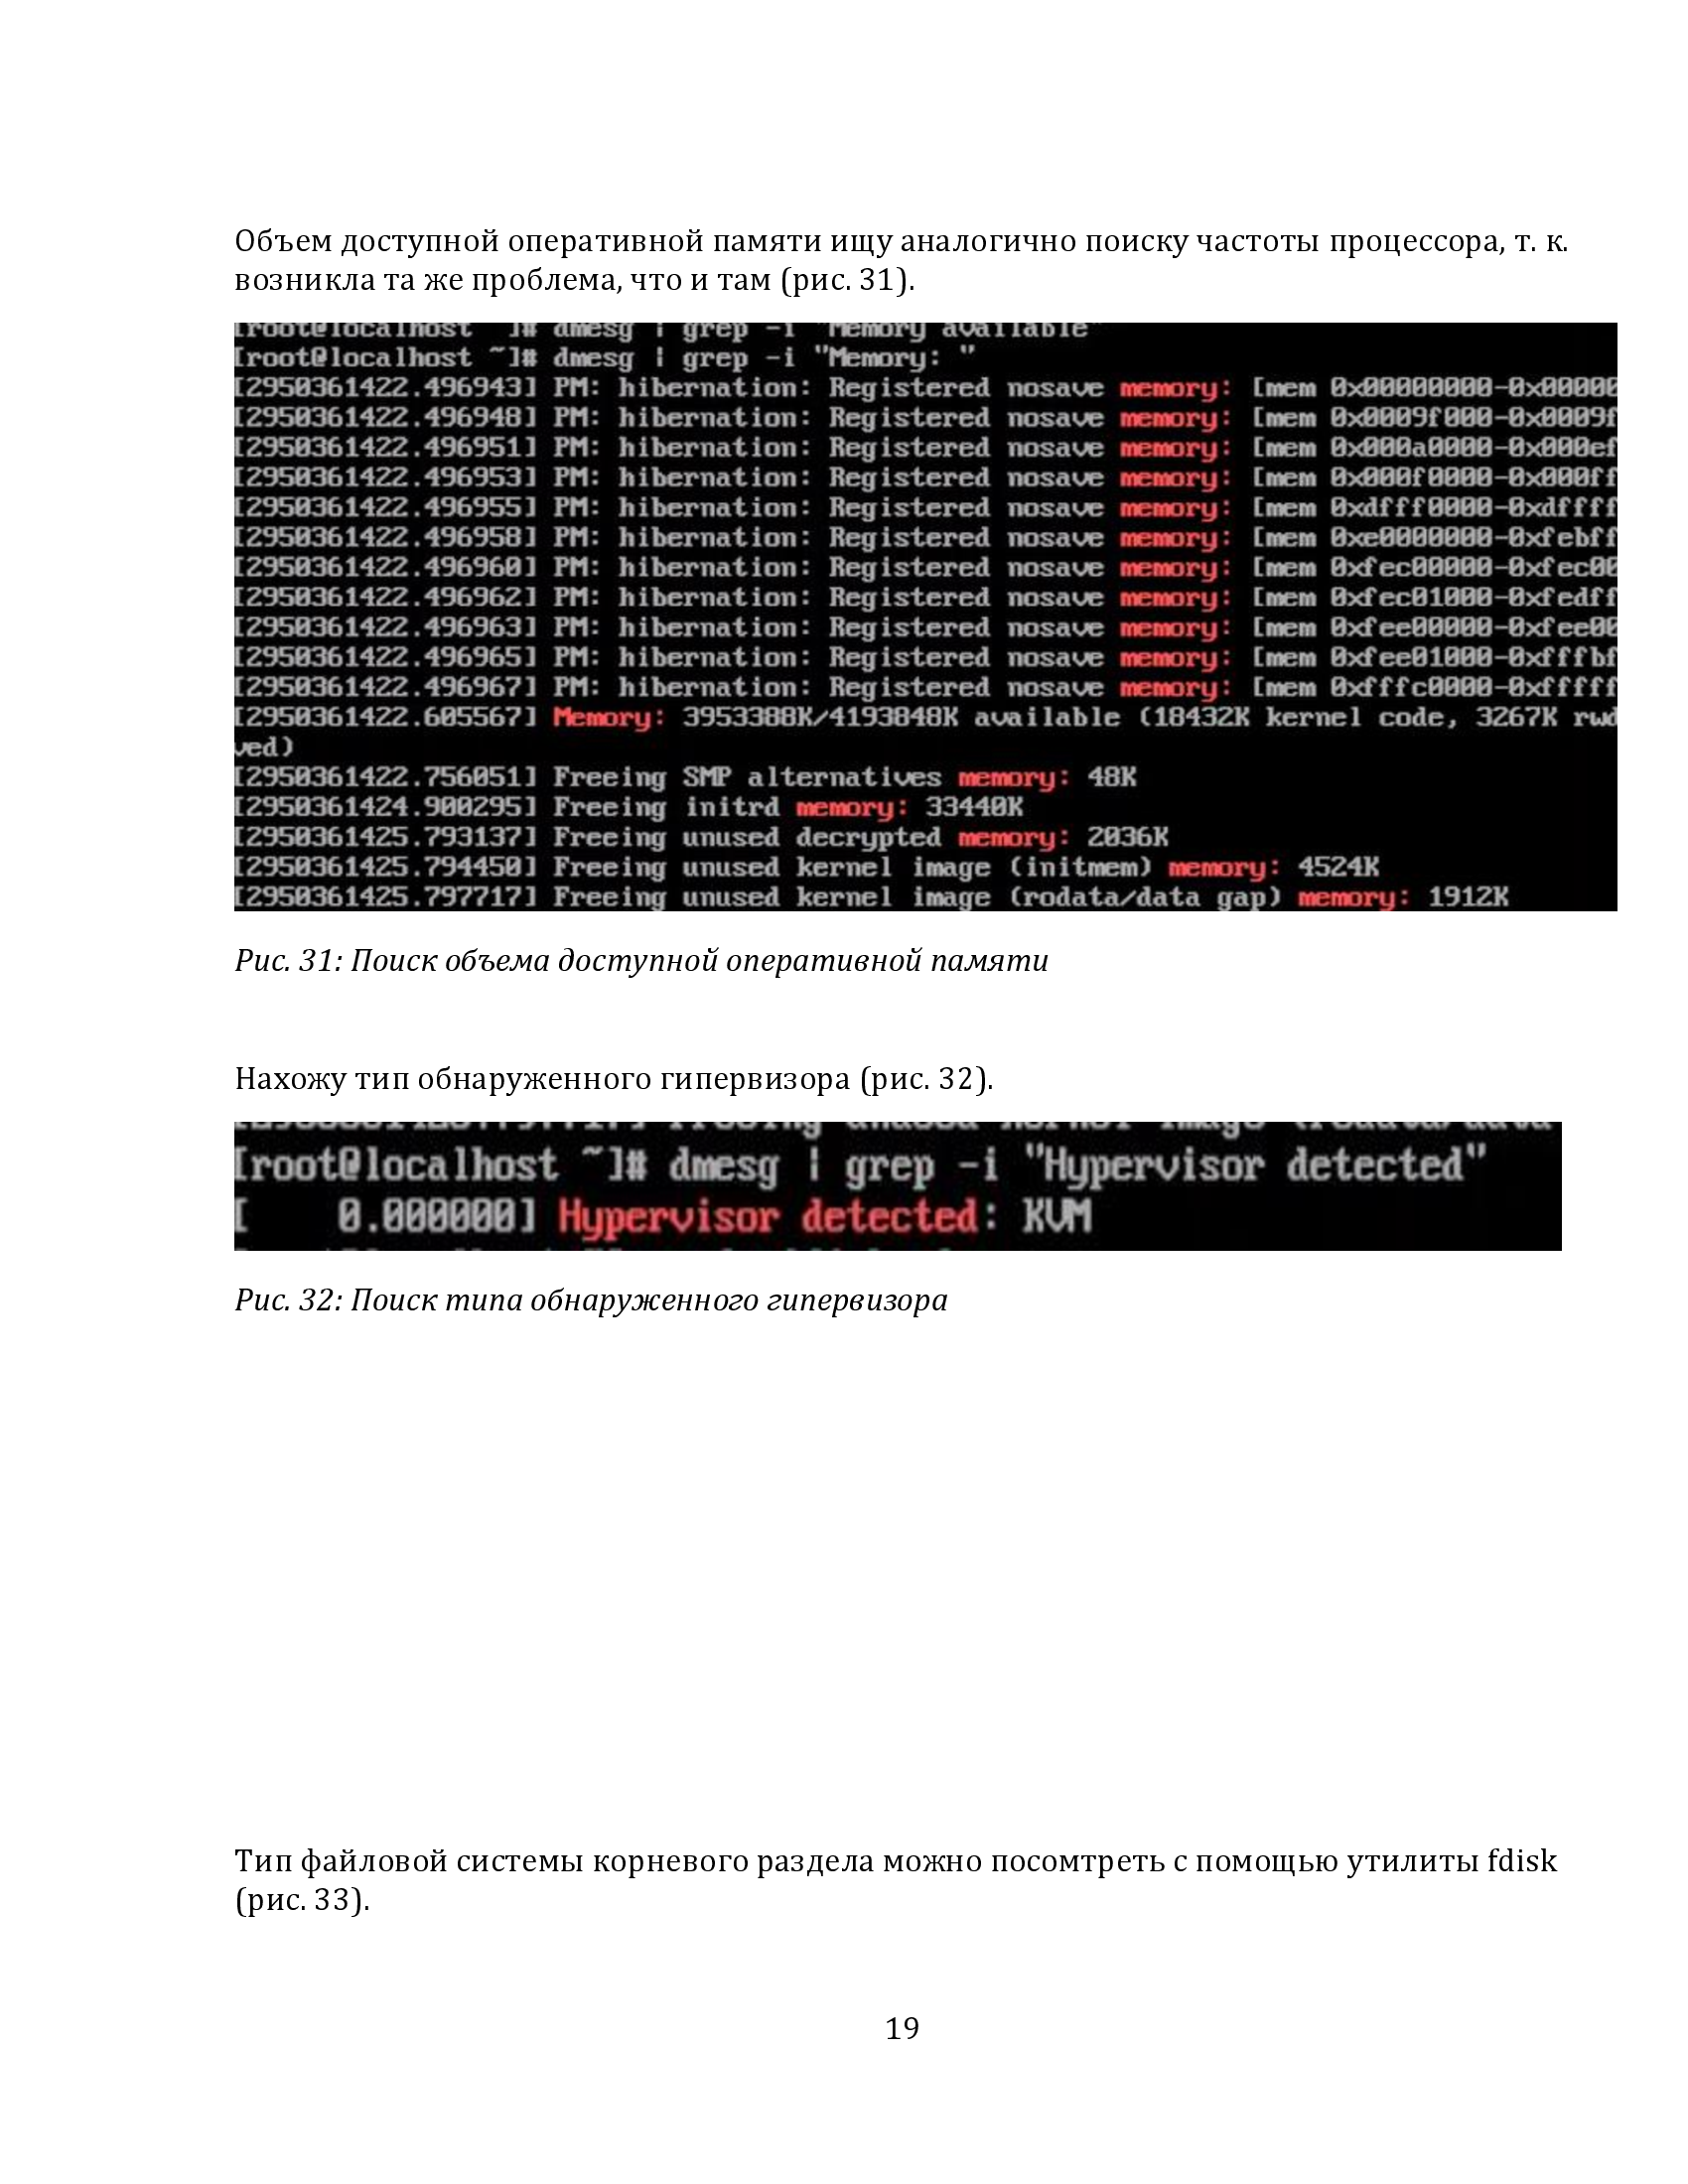 Объем доступной оперативной памяти ищу аналогично поиску частоты процессора, т. к.
возникла та же проблема, что и там (рис. 31).
[root@localhost ~]# dmesg | grep -i "Memory available"
[root@localhost ~]# dmesg | grep -i "Memory: "
[2950361422.496943] PM: hibernation: Registered nosave memory: [mem 0x00000000-0x00000
[2950361422.496948] PM: hibernation: Registered nosave memory: [mem 0x0009f000-0x0009f
[2950361422.496951] PM: hibernation: Registered nosave memory: [mem 0x000a0000-0x000ef
[2950361422.496953] PM: hibernation: Registered nosave memory: [mem 0x000f0000-0x000ff
[2950361422.496955] PM: hibernation: Registered nosave memory: [mem 0xdfff0000-0xdffff
[2950361422.496958] PM: hibernation: Registered nosave memory: [mem 0xe0000000-0xfebff
[2950361422.496960] PM: hibernation: Registered nosave memory: [mem 0xfec00000-0xfec00
[2950361422.496962] PM: hibernation: Registered nosave memory: [mem 0xfec01000-0xfedff
[2950361422.496963] PM: hibernation: Registered nosave memory: [mem 0xfee00000-0xfee00
[2950361422.496965] PM: hibernation: Registered nosave memory: [mem 0xfee01000-0xfffbf
[2950361422.496967] PM: hibernation: Registered nosave memory: [mem 0xfffc0000-0xfffff
[2950361422.605567] Memory: 3953388K/4193848K available (18432K kernel code, 3267K rwd
ved)
[2950361422.756051] Freeing SMP alternatives memory: 48K
[2950361424.900295] Freeing initrd memory: 33440K
[2950361425.793137] Freeing unused decrypted memory: 2036K
[2950361425.794450] Freeing unused kernel image (initmem) memory: 4524K
[2950361425.797717] Freeing unused kernel image (rodata/data gap) memory: 1912K
Рис. 31: Поиск объема доступной оперативной памяти
Нахожу тип обнаруженного гипервизора (рис. 32).
[root@localhost ~]# dmesg | grep -i "Hypervisor detected"
[    0.000000] Hypervisor detected: KVM
Рис. 32: Поиск типа обнаруженного гипервизора
Тип файловой системы корневого раздела можно посомтреть с помощью утилиты fdisk
(рис. 33).
19